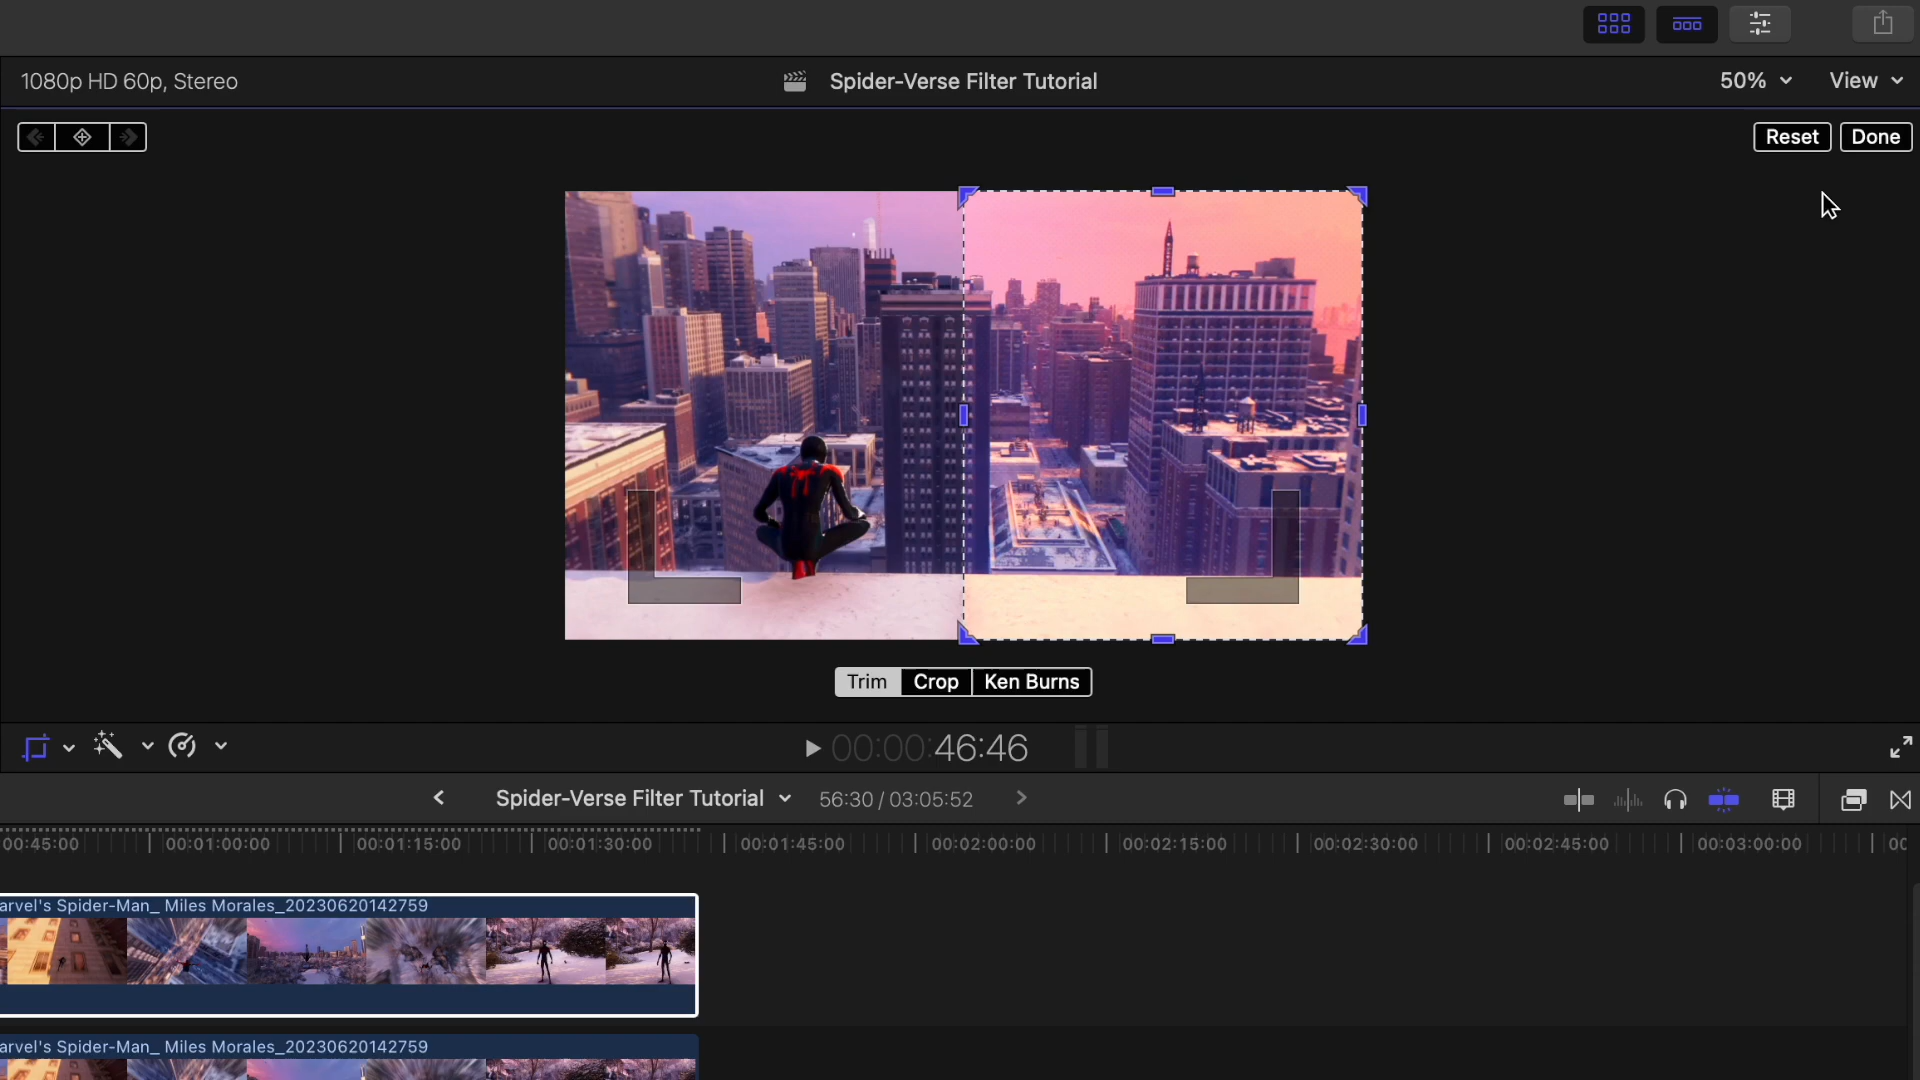 1080p HD 60p, Stereo
Spider-Verse Filter Tutorial
50%
View
Reset
Done
Trim
Crop
Ken Burns
00:00:46:46
Spider-Verse Filter Tutorial
56:30 / 03:05:52
00:45:00
00:01:00:00
00:01:15:00
00:01:30:00
00:01:45:00
00:02:00:00
00:02:15:00
00:02:30:00
00:02:45:00
00:03:00:00
00
arvel's Spider-Man_ Miles Morales_20230620142759
arvel's Spider-Man_ Miles Morales_20230620142759